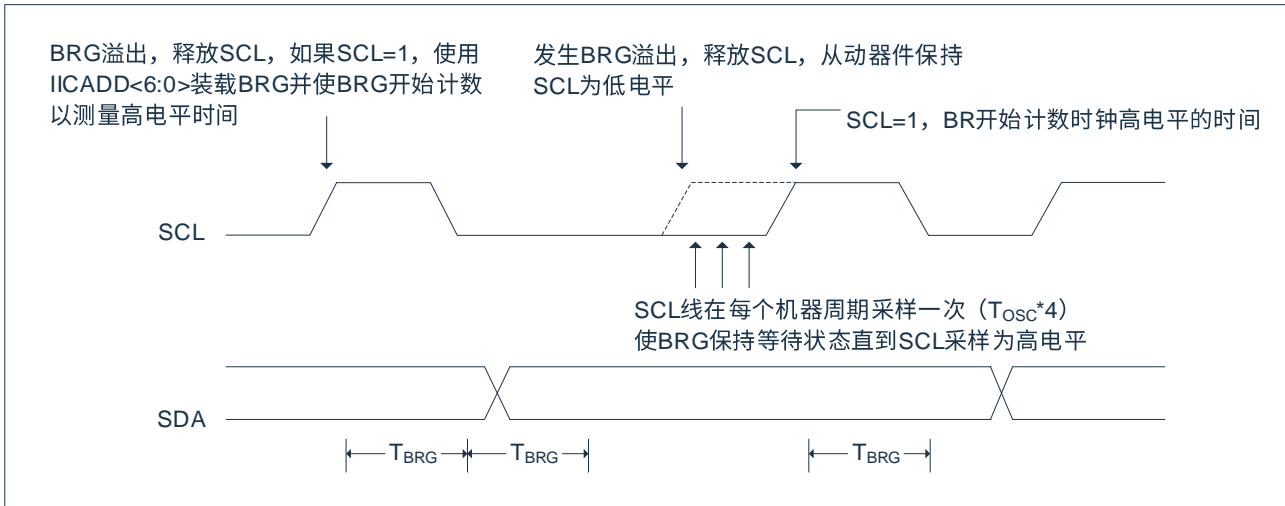 BRG溢出，释放SCL，如果SCL=1，使用
IICADD<6:0>装载BRG并使BRG开始计数
以测量高电平时间
发生BRG溢出，释放SCL，从动器件保持
SCL为低电平
SCL=1，BR开始计数时钟高电平的时间
SCL
SCL线在每个机器周期采样一次（TOSC*4）
使BRG保持等待状态直到SCL采样为高电平
SDA
TBRG
TBRG
TBRG